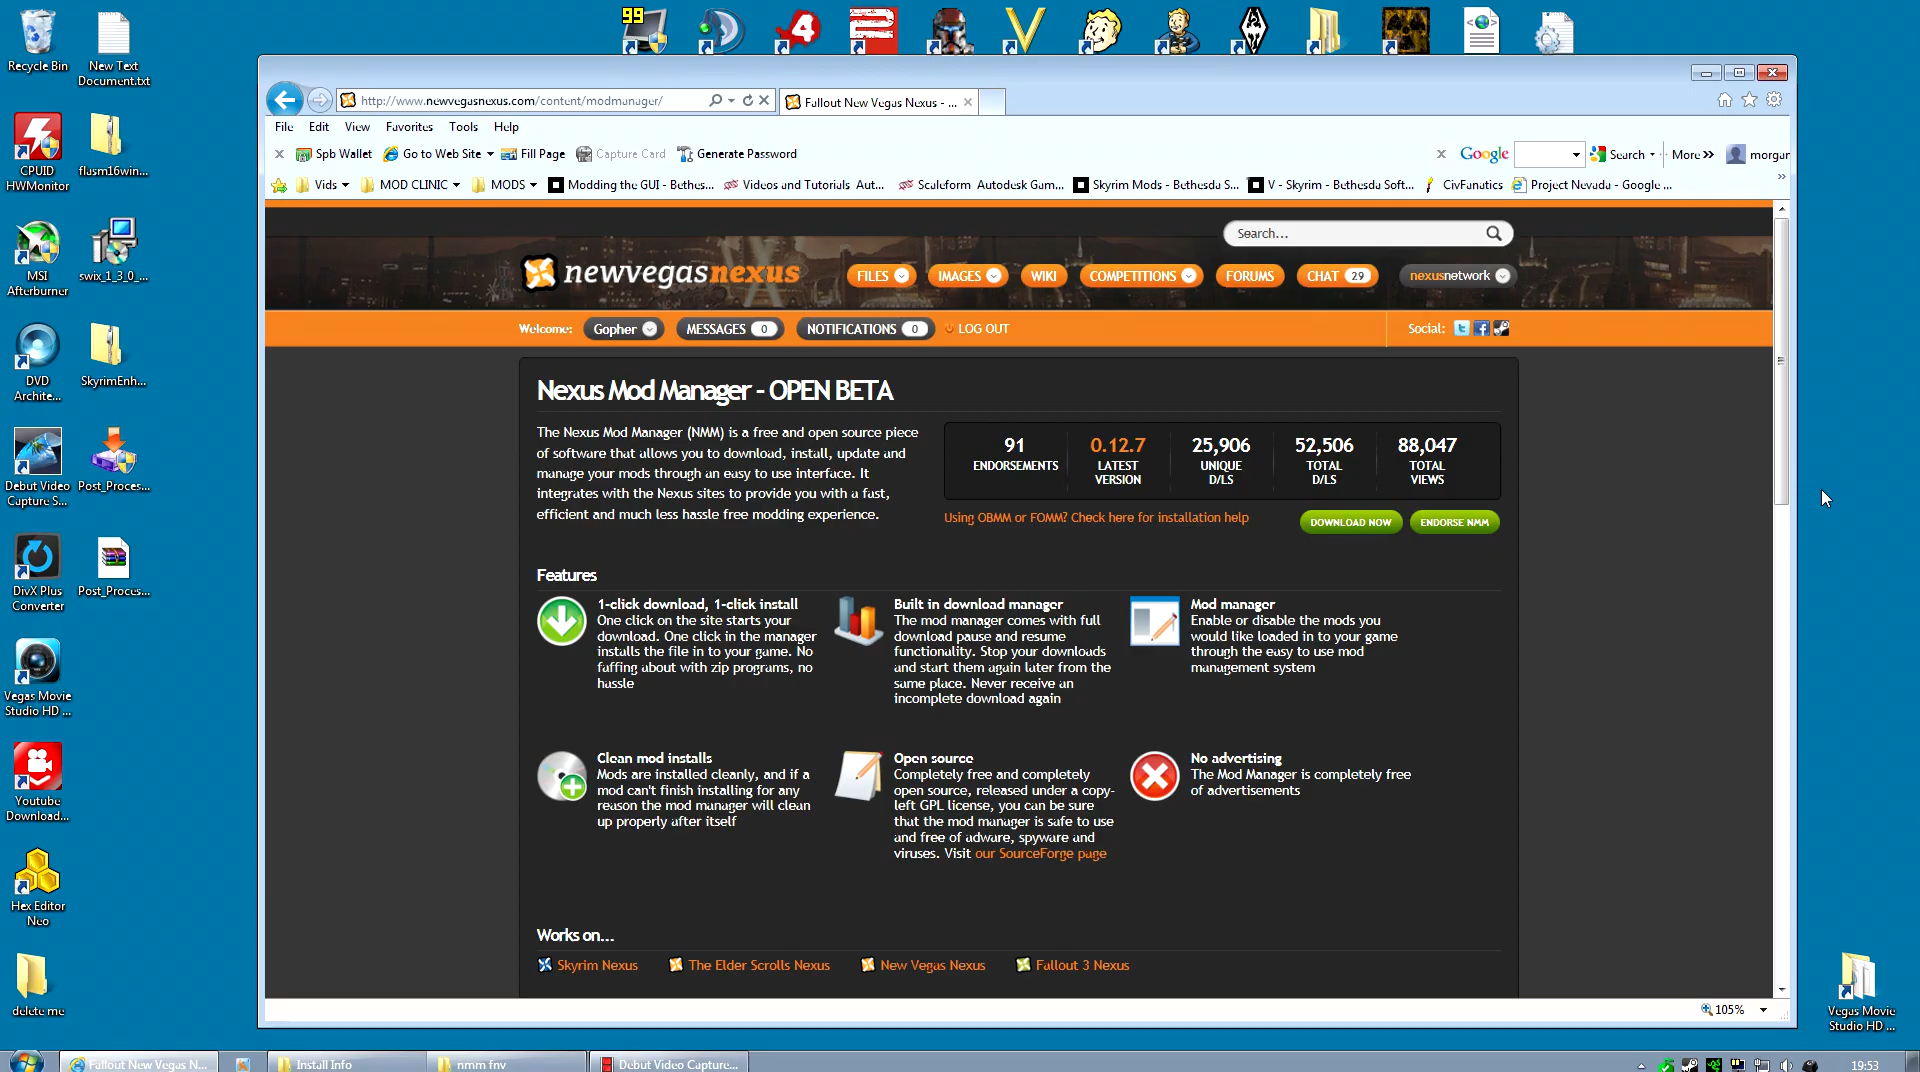 99
Recycle Bin
New Text
Document.txt
CPUID
HWMonitor
flasm16win...
MSI
Afterburner
swix_1_3_0_...
DVD
Archite...
SkyrimEnh...
Debut Video
Capture S...
Post_Proces...
DivX Plus
Converter
Post_Proces...
Vegas Movie
Studio HD ...
Youtube
Download...
Hex Editor
Neo
delete me
Vegas Movie
Studio HD ...
http://www.newvegasnexus.com/content/modmanager/
Fallout New Vegas Nexus - ...
File Edit View Favorites Tools Help
Spb Wallet Go to Web Site Fill Page Capture Card Generate Password
Google Search More morgan
Vids MOD CLINIC MODS Modding the GUI - Bethes... Videos and Tutorials Aut... Scaleform Autodesk Gam... Skyrim Mods - Bethesda S... V - Skyrim - Bethesda Soft... CivFanatics Project Nevada - Google ...
Search...
newvegasnexus FILES IMAGES WIKI COMPETITIONS FORUMS CHAT 29 nexusnetwork
Welcome: Gopher MESSAGES 0 NOTIFICATIONS 0 LOG OUT Social:
Nexus Mod Manager - OPEN BETA
The Nexus Mod Manager (NMM) is a free and open source piece
of software that allows you to download, install, update and
manage your mods through an easy to use interface. It
integrates with the Nexus sites to provide you with a fast,
efficient and much less hassle free modding experience.
91 0.12.7 25,906 52,506 88,047
ENDORSEMENTS LATEST UNIQUE TOTAL TOTAL
VERSION D/LS D/LS VIEWS
Using OBMM or FOMM? Check here for installation help DOWNLOAD NOW ENDORSE NMM
Features
1-click download, 1-click install
One click on the site starts your
download. One click in the manager
installs the file in to your game. No
faffing about with zip programs, no
hassle
Built in download manager
The mod manager comes with full
download pause and resume
functionality. Stop your downloads
and start them again later from the
same place. Never receive an
incomplete download again
Mod manager
Enable or disable the mods you
would like loaded in to your game
through the easy to use mod
management system
Clean mod installs
Mods are installed cleanly, and if a
mod can't finish installing for any
reason the mod manager will clean
up properly after itself
Open source
Completely free and completely
open source, released under a copy-
left GPL license, you can be sure
that the mod manager is safe to use
and free of adware, spyware and
viruses. Visit our SourceForge page
No advertising
The Mod Manager is completely free
of advertisements
Works on...
Skyrim Nexus The Elder Scrolls Nexus New Vegas Nexus Fallout 3 Nexus
105%
Fallout New Vegas N... Install Info nmm fnv Debut Video Capture... 19:53